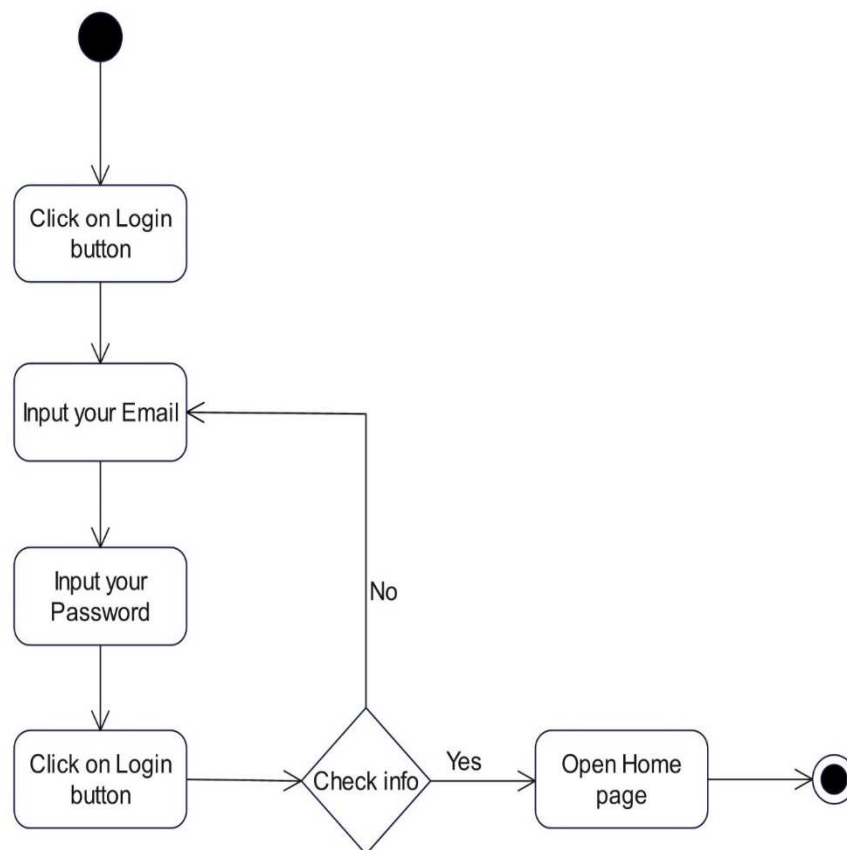 Click on Login
button
Input your Email
Input your
Password
No
Click on Login
button
Check info
Yes
Open Home
page